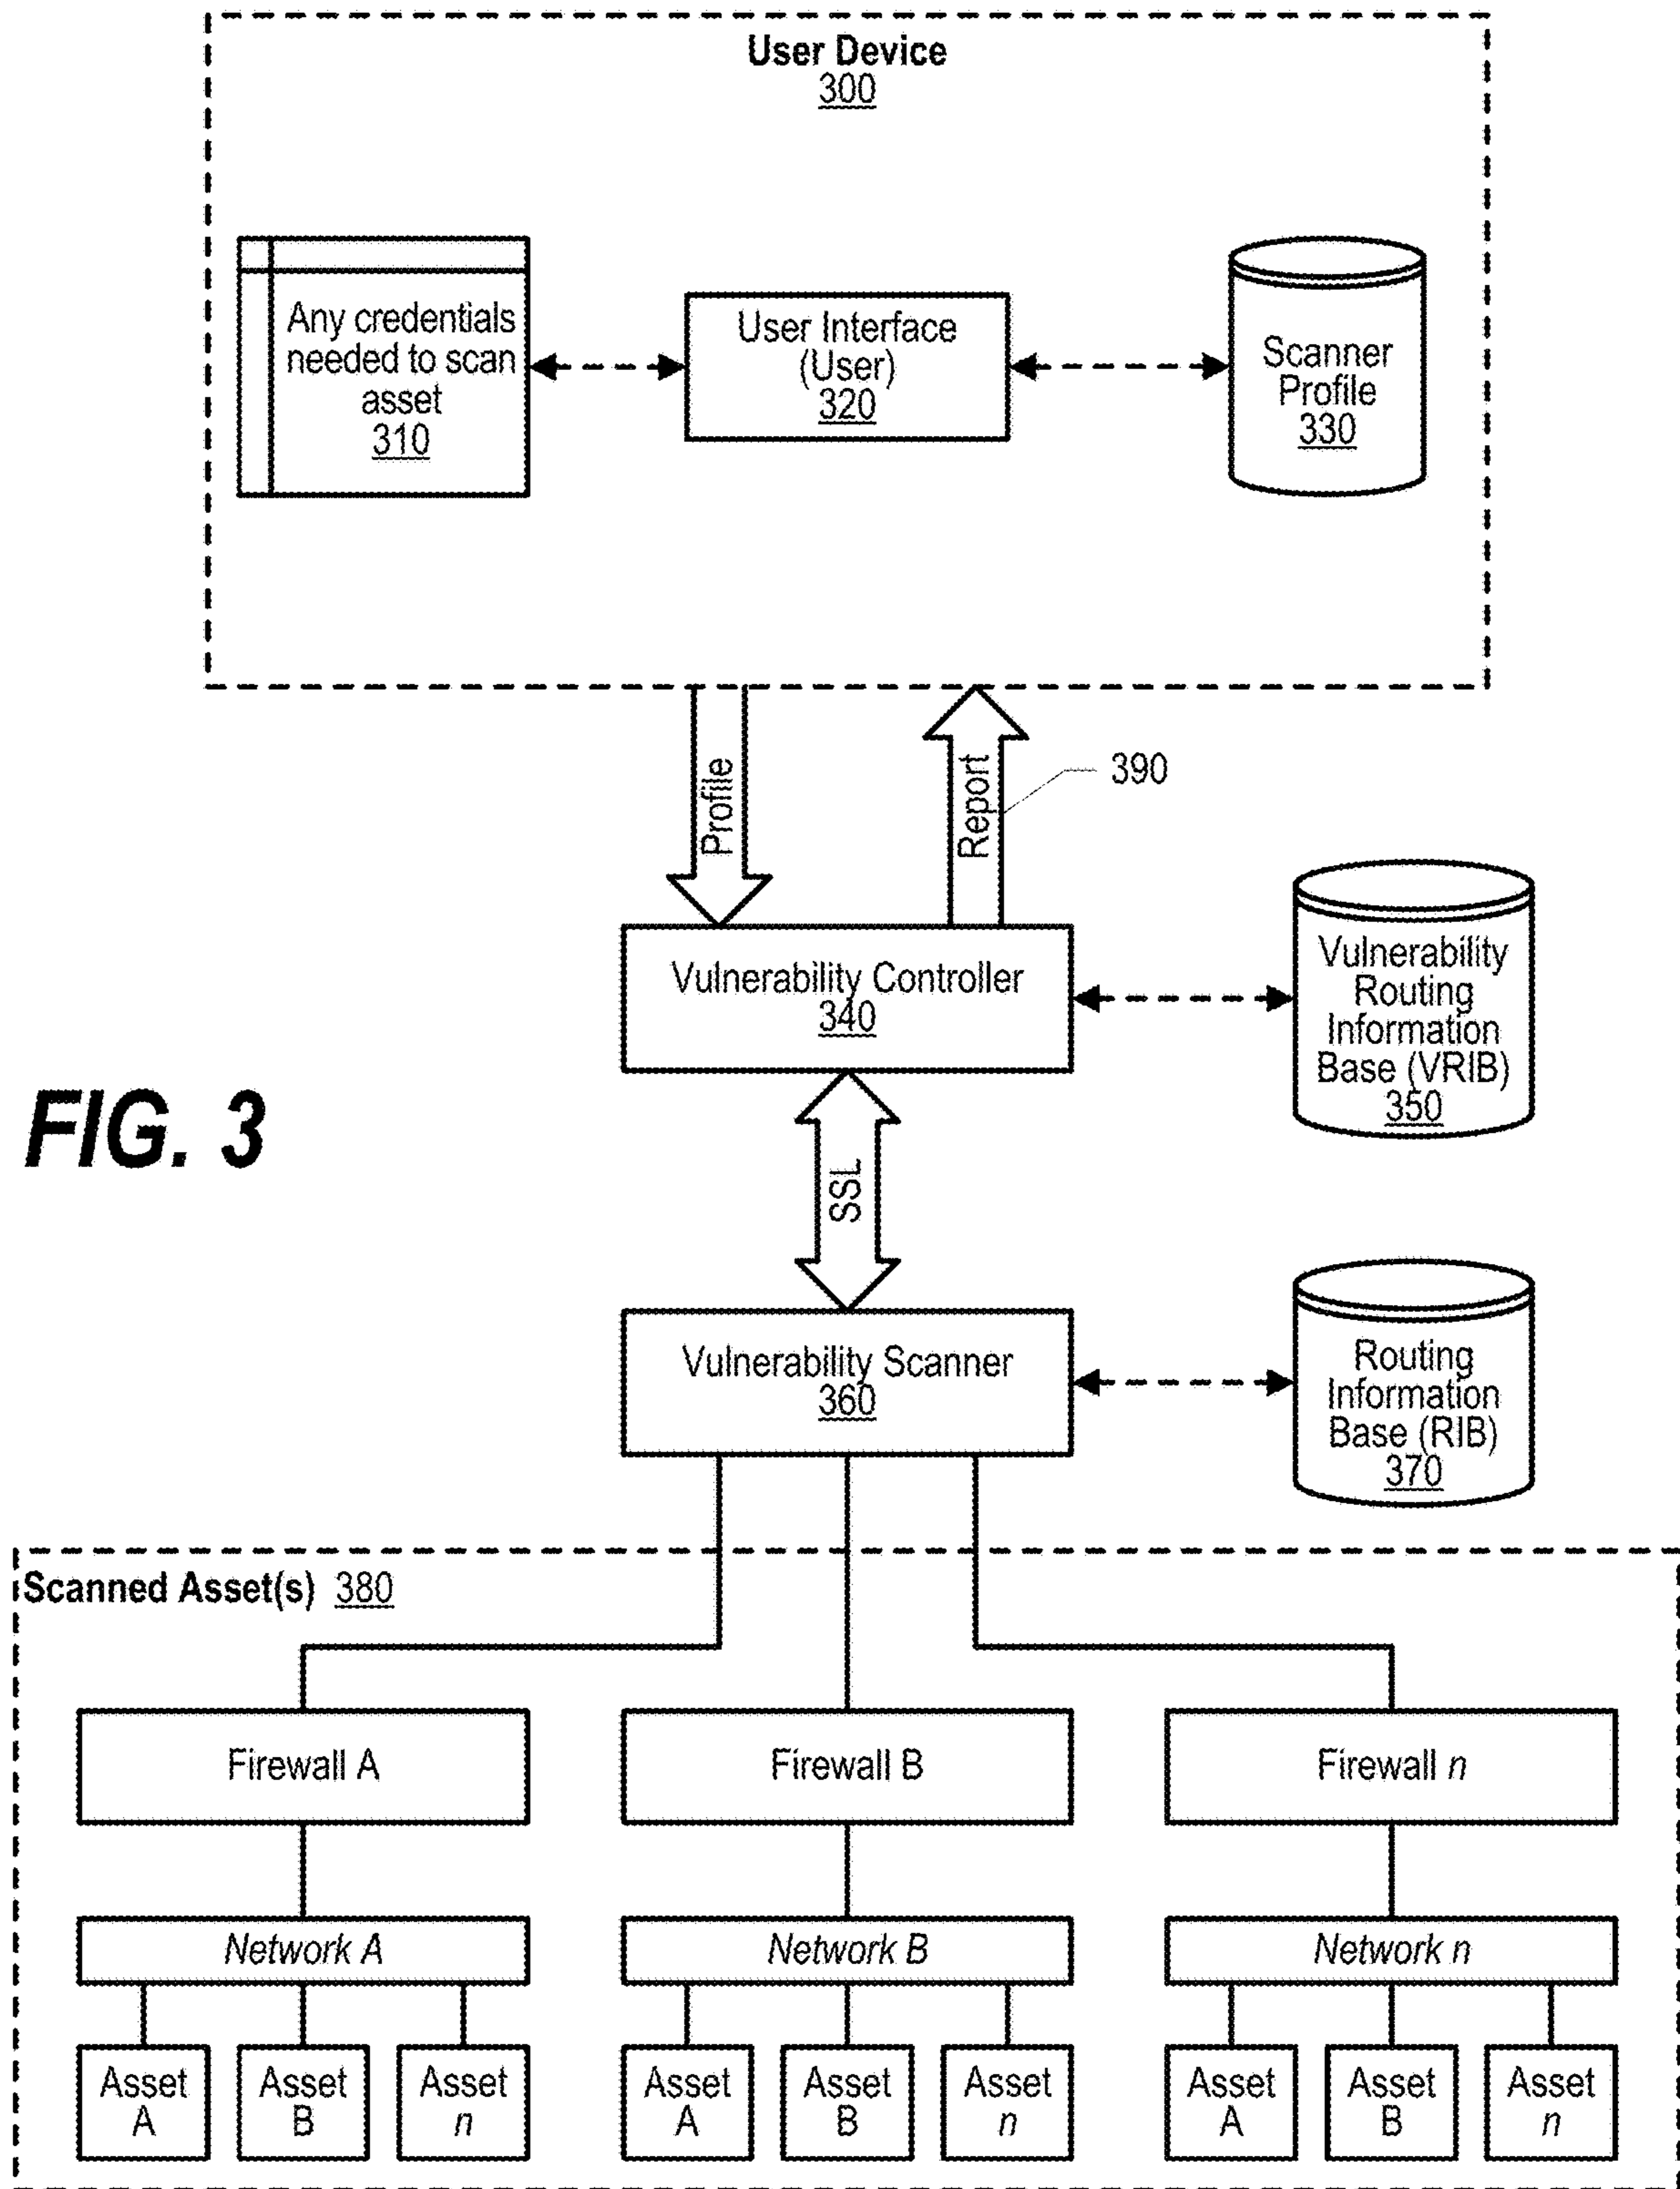 User Device
300
Any credentials
needed to scan
asset
310
User Interface
(User)
320
Scanner
Profile
330
Profile
Report
390
Vulnerability Controller
340
Vulnerability
Routing
Information
Base (VRIB)
350
FIG. 3
SSL
Vulnerability Scanner
360
Routing
Information
Base (RIB)
370
Scanned Asset(s) 380
Firewall A
Firewall B
Firewall n
Network A
Network B
Network n
Asset
A
Asset
B
Asset
n
Asset
A
Asset
B
Asset
n
Asset
A
Asset
B
Asset
n